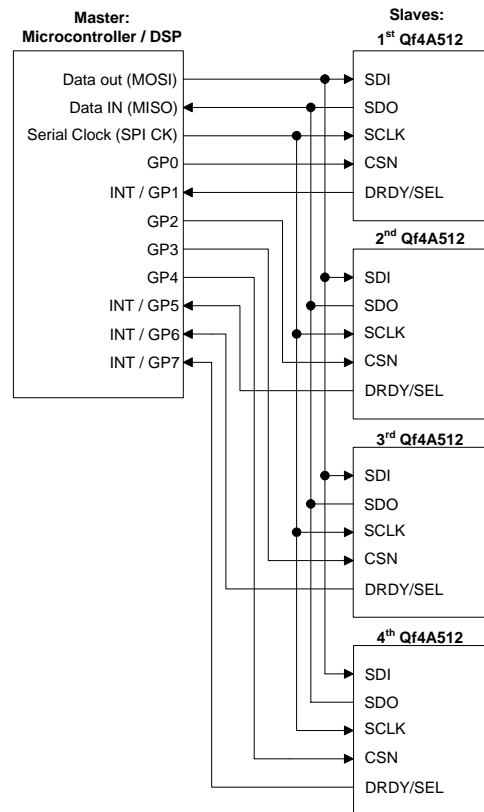 Master:
Microcontroller / DSP
Data out (MOSI)
Data IN (MISO)
Serial Clock (SPI CK)
GP0
INT / GP1
GP2
GP3
GP4
INT / GP5
INT / GP6
INT / GP7
Slaves:
1st Qf4A512
SDI
SDO
SCLK
CSN
DRDY/SEL
2nd Qf4A512
SDI
SDO
SCLK
CSN
DRDY/SEL
3rd Qf4A512
SDI
SDO
SCLK
CSN
DRDY/SEL
4th Qf4A512
SDI
SDO
SCLK
CSN
DRDY/SEL